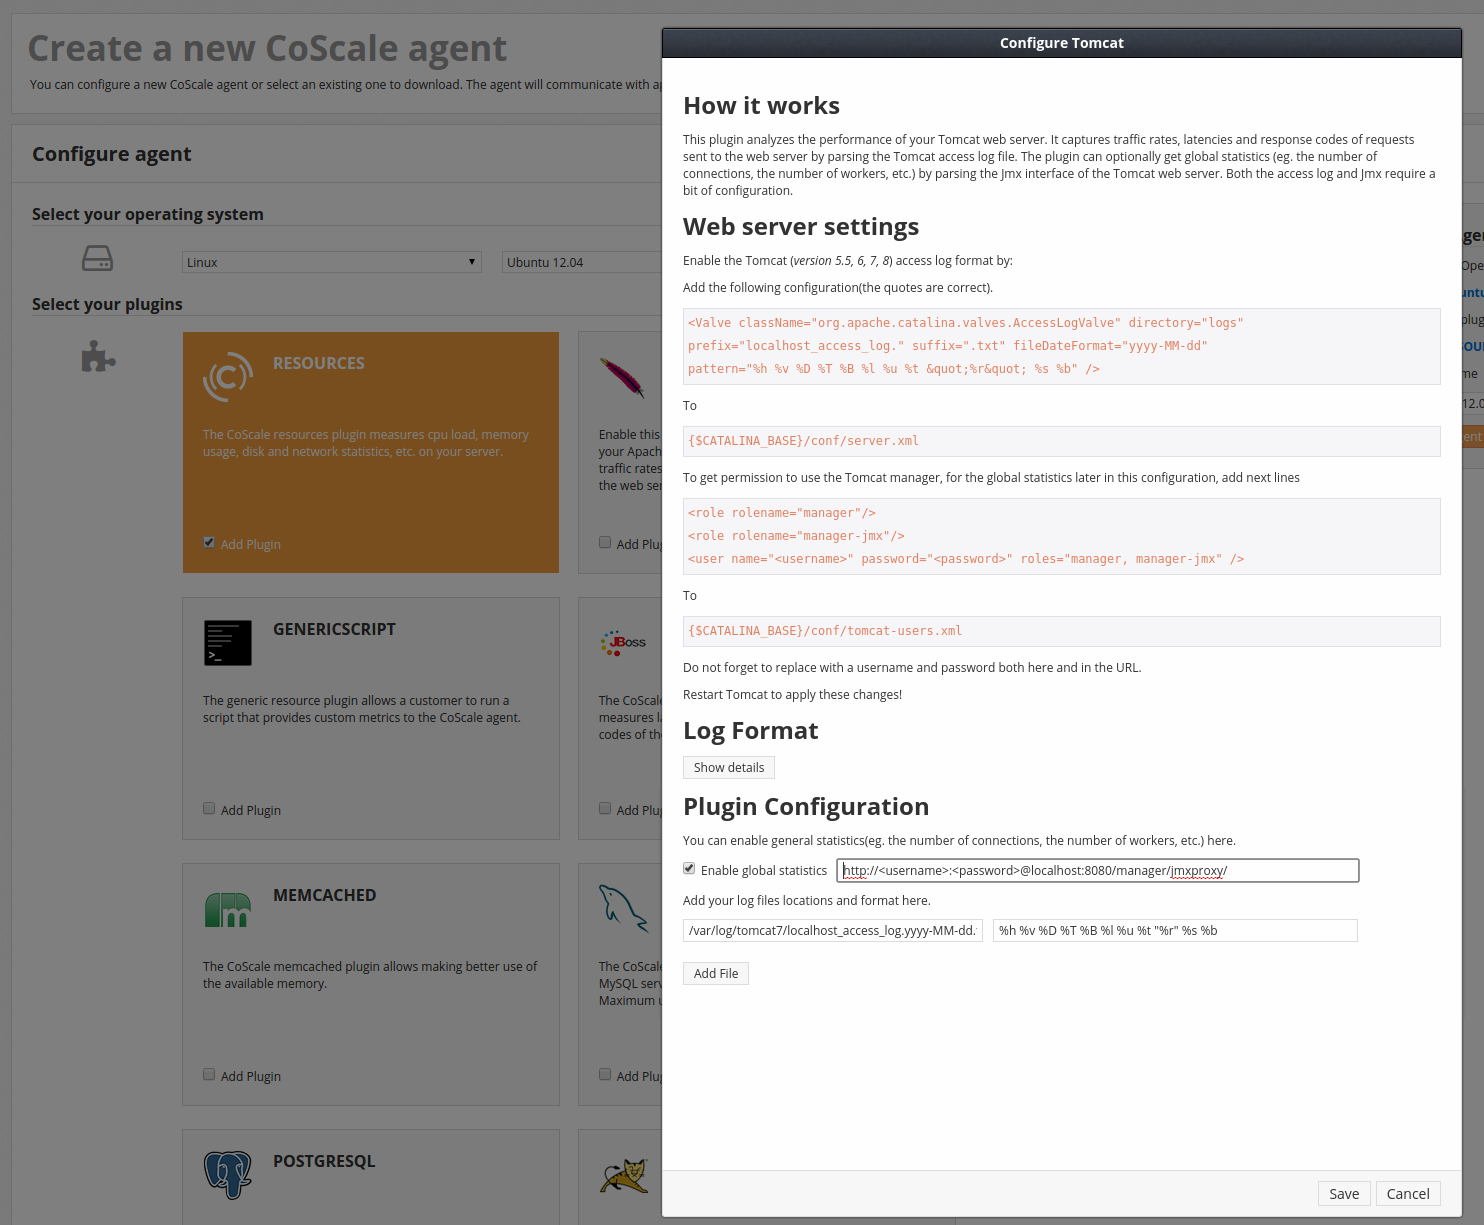 Create a new CoScale agent
You can configure a new CoScale agent or select an existing one to download. The agent will communicate with
Configure agent
Select your operating system
Linux
Ubuntu 12.04
Select your plugins
RESOURCES
The CoScale resources plugin measures cpu load, memory
usage, disk and network statistics, etc. on your server.
Add Plugin
Enable this
your Apach
traffic rates
the web ser
Add Plug
GENERICSCRIPT
The generic resource plugin allows a customer to run a
script that provides custom metrics to the CoScale agent.
Add Plugin
JBoss
The CoScale
measures la
codes of the
Add Plug
MEMCACHED
The CoScale memcached plugin allows making better use of
the available memory.
Add Plugin
The CoScale
MySQL serv
Maximum u
Add Plug
POSTGRESQL
Configure Tomcat
How it works
This plugin analyzes the performance of your Tomcat web server. It captures traffic rates, latencies and response codes of requests
sent to the web server by parsing the Tomcat access log file. The plugin can optionally get global statistics (eg. the number of
connections, the number of workers, etc.) by parsing the Jmx interface of the Tomcat web server. Both the access log and Jmx require a
bit of configuration.
Web server settings
Enable the Tomcat (version 5.5, 6, 7, 8) access log format by:
Add the following configuration(the quotes are correct).
<Valve className="org.apache.catalina.valves.AccessLogValve" directory="logs"
prefix="localhost_access_log." suffix=".txt" fileDateFormat="yyyy-MM-dd"
pattern="%h %v %D %T %B %l %u %t &quot;%r&quot; %s %b" />
To
{$CATALINA_BASE}/conf/server.xml
To get permission to use the Tomcat manager, for the global statistics later in this configuration, add next lines
<role rolename="manager"/>
<role rolename="manager-jmx"/>
<user name="<username>" password="<password>" roles="manager, manager-jmx" />
To
{$CATALINA_BASE}/conf/tomcat-users.xml
Do not forget to replace with a username and password both here and in the URL.
Restart Tomcat to apply these changes!
Log Format
Show details
Plugin Configuration
You can enable general statistics(eg. the number of connections, the number of workers, etc.) here.
Enable global statistics
http://<username>:<password>@localhost:8080/manager/jmxproxy/
Add your log files locations and format here.
/var/log/tomcat7/localhost_access_log.yyyy-MM-dd.
%h %v %D %T %B %l %u %t "%r" %s %b
Add File
Save
Cancel
ger
Ope
untu
plug
SOUR
me
12.0
ent